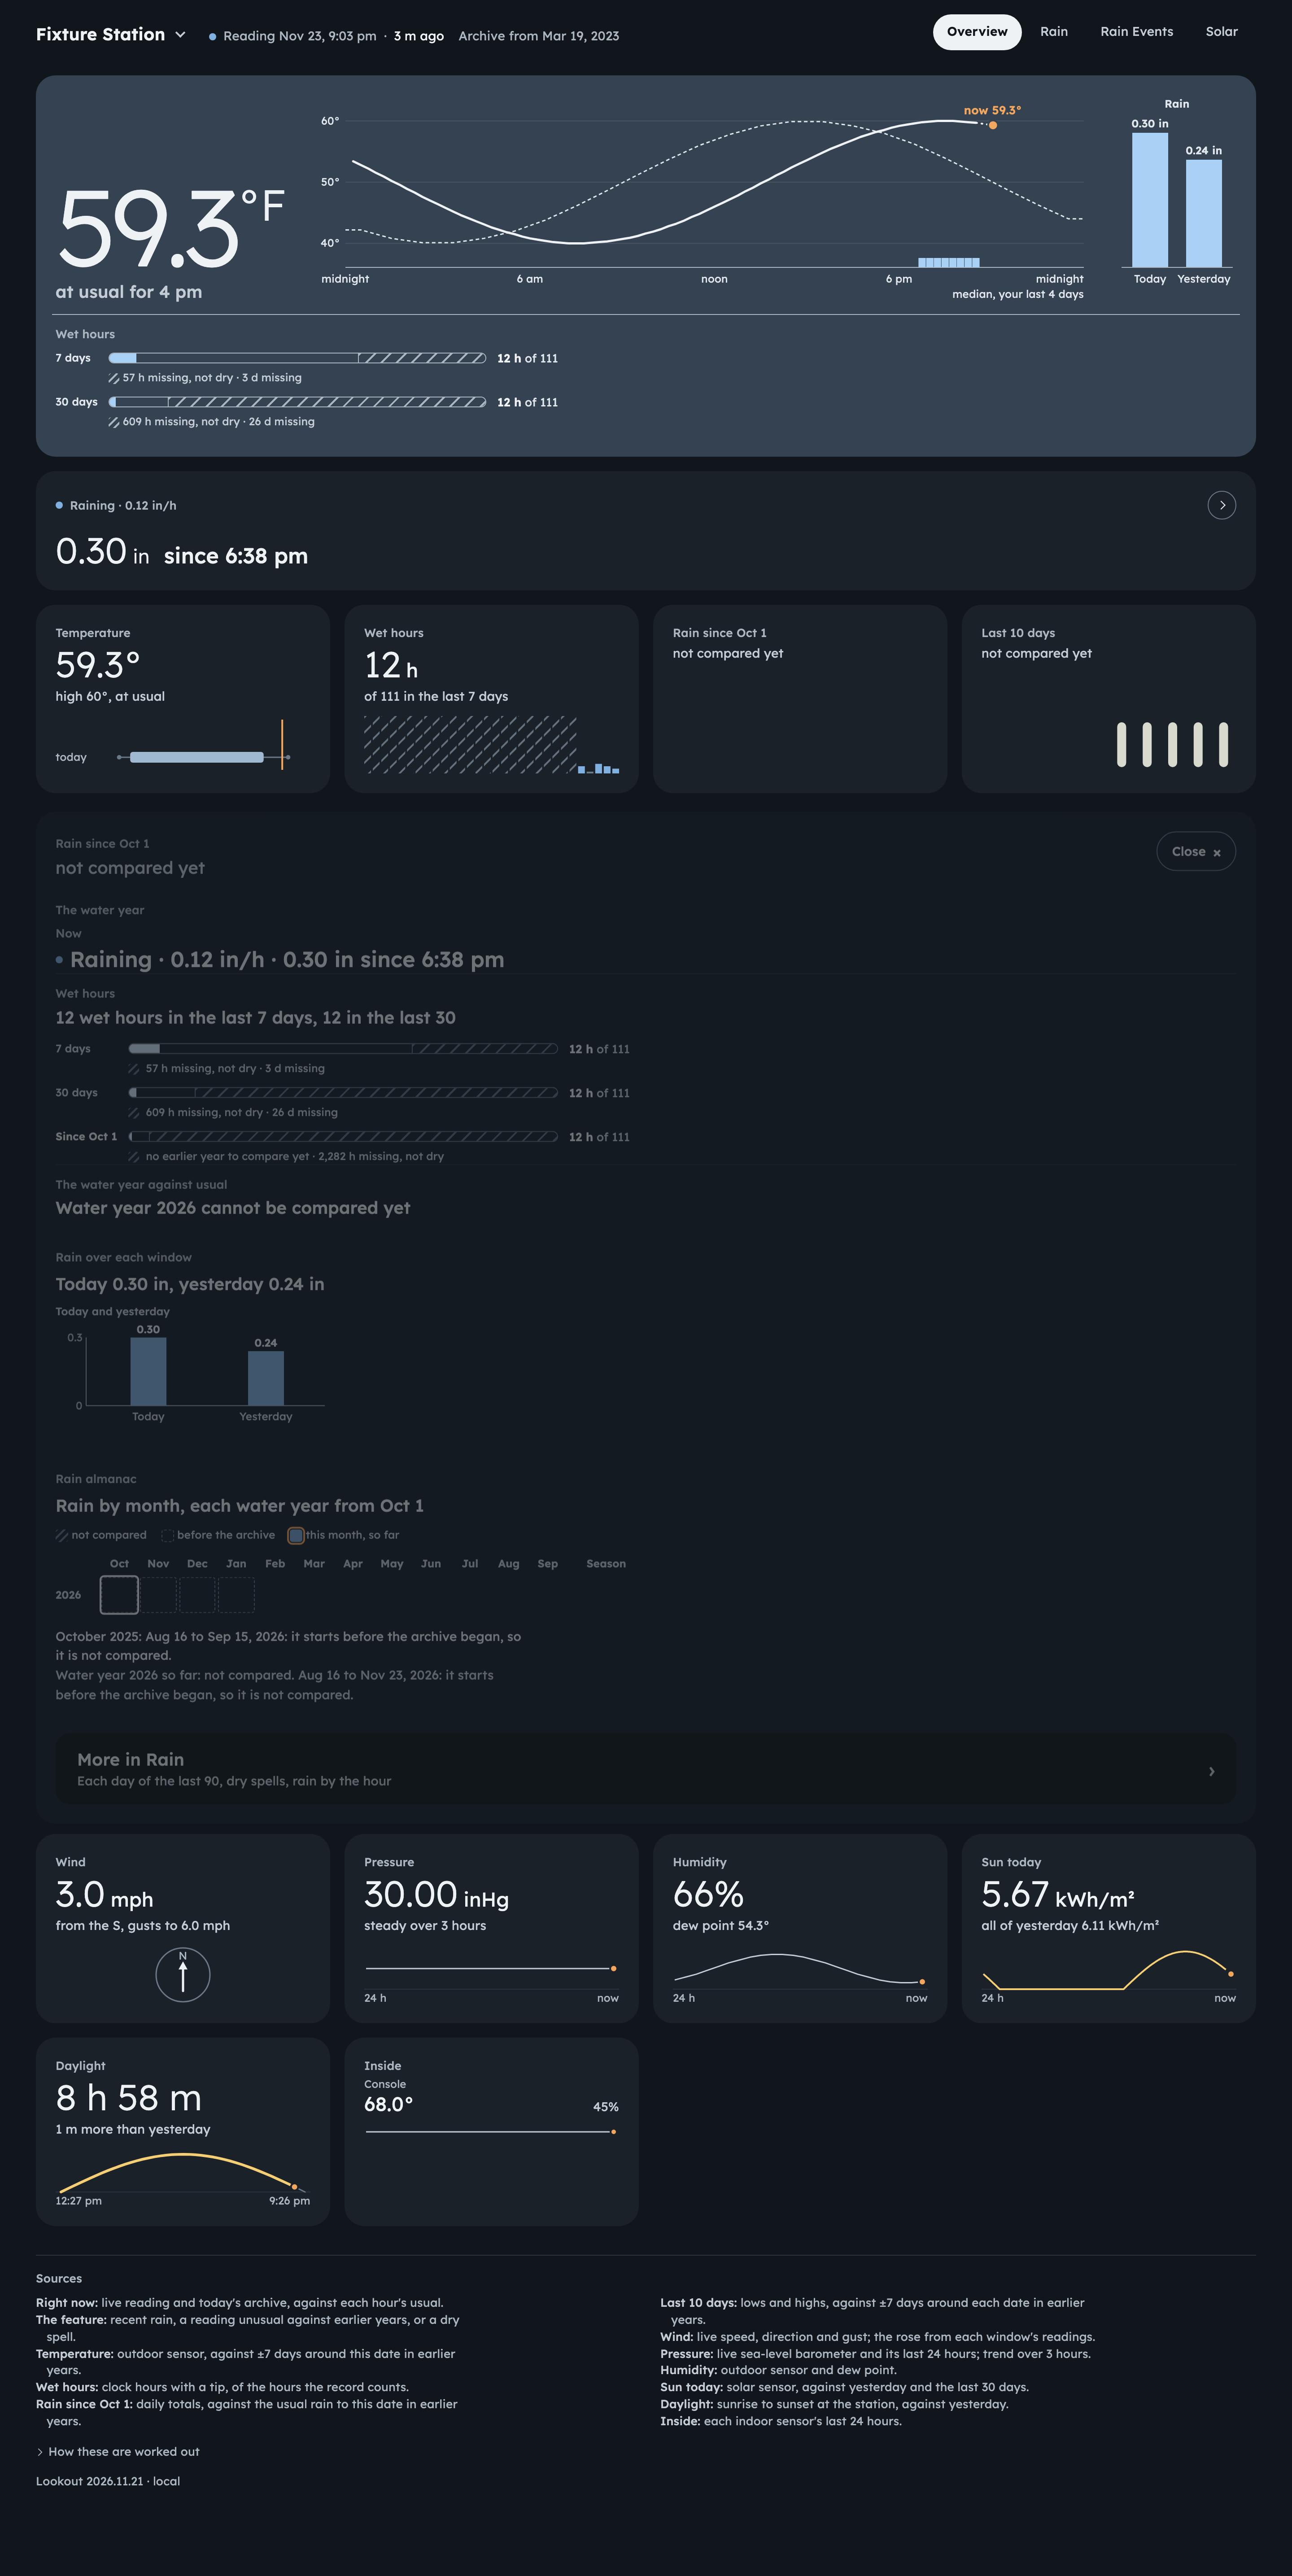 Fixture Station
Reading Nov 23, 9:03 pm · 3 m ago Archive from Mar 19, 2023
Overview Rain Rain Events Solar
59.3°F
at usual for 4 pm
now 59.3°
60°
50°
40°
midnight 6 am noon 6 pm midnight
median, your last 4 days
Rain
0.30 in
0.24 in
Today Yesterday
Wet hours
7 days 12 h of 111
57 h missing, not dry · 3 d missing
30 days 12 h of 111
609 h missing, not dry · 26 d missing
Raining · 0.12 in/h
0.30 in since 6:38 pm
Temperature
59.3°
high 60°, at usual
today
Wet hours
12 h
of 111 in the last 7 days
Rain since Oct 1
not compared yet
Last 10 days
not compared yet
Rain since Oct 1
not compared yet
Close ×
The water year
Now
Raining · 0.12 in/h · 0.30 in since 6:38 pm
Wet hours
12 wet hours in the last 7 days, 12 in the last 30
7 days 12 h of 111
57 h missing, not dry · 3 d missing
30 days 12 h of 111
609 h missing, not dry · 26 d missing
Since Oct 1 12 h of 111
no earlier year to compare yet · 2,282 h missing, not dry
The water year against usual
Water year 2026 cannot be compared yet
Rain over each window
Today 0.30 in, yesterday 0.24 in
Today and yesterday
0.30
0.24
0.3
0
Today Yesterday
Rain almanac
Rain by month, each water year from Oct 1
not compared before the archive this month, so far
Oct Nov Dec Jan Feb Mar Apr May Jun Jul Aug Sep Season
2026
October 2025: Aug 16 to Sep 15, 2026: it starts before the archive began, so
it is not compared.
Water year 2026 so far: not compared. Aug 16 to Nov 23, 2026: it starts
before the archive began, so it is not compared.
More in Rain
Each day of the last 90, dry spells, rain by the hour
Wind
3.0 mph
from the S, gusts to 6.0 mph
N
Pressure
30.00 inHg
steady over 3 hours
24 h now
Humidity
66%
dew point 54.3°
24 h now
Sun today
5.67 kWh/m²
all of yesterday 6.11 kWh/m²
24 h now
Daylight
8 h 58 m
1 m more than yesterday
12:27 pm 9:26 pm
Inside
Console
68.0° 45%
Sources
Right now: live reading and today's archive, against each hour's usual.
The feature: recent rain, a reading unusual against earlier years, or a dry
spell.
Temperature: outdoor sensor, against ±7 days around this date in earlier
years.
Wet hours: clock hours with a tip, of the hours the record counts.
Rain since Oct 1: daily totals, against the usual rain to this date in earlier
years.
Last 10 days: lows and highs, against ±7 days around each date in earlier
years.
Wind: live speed, direction and gust; the rose from each window's readings.
Pressure: live sea-level barometer and its last 24 hours; trend over 3 hours.
Humidity: outdoor sensor and dew point.
Sun today: solar sensor, against yesterday and the last 30 days.
Daylight: sunrise to sunset at the station, against yesterday.
Inside: each indoor sensor's last 24 hours.
How these are worked out
Lookout 2026.11.21 · local